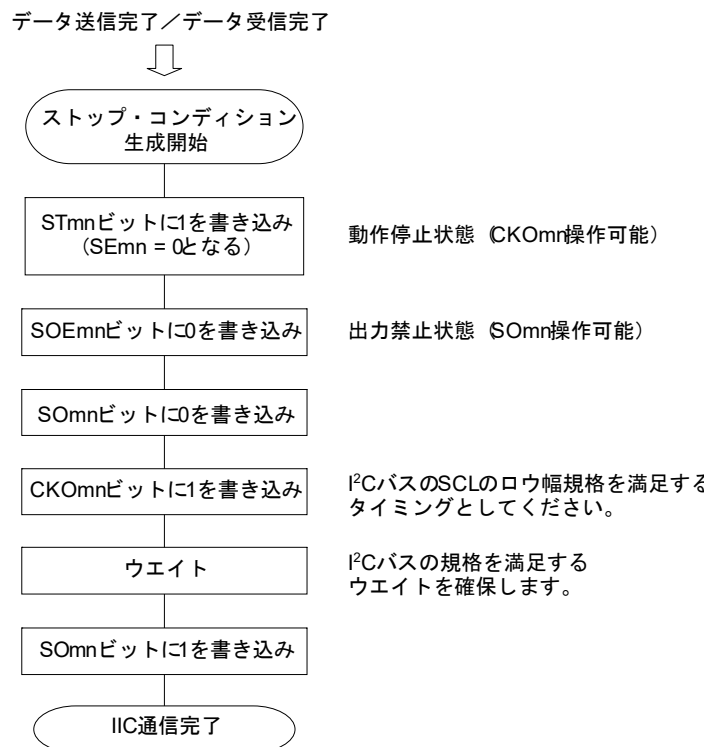 データ送信完了／データ受信完了
ストップ・コンディション
生成開始
STmnビットに1を書き込み
（SEmn = 0となる）
動作停止状態（CKOmn操作可能）
SOEmnビットに0を書き込み
出力禁止状態（SOmn操作可能）
SOmnビットに0を書き込み
CKOmnビットに1を書き込み
I²CバスのSCLのロウ幅規格を満足する
タイミングとしてください。
ウエイト
I²Cバスの規格を満足する
ウエイトを確保します。
SOmnビットに1を書き込み
IIC通信完了